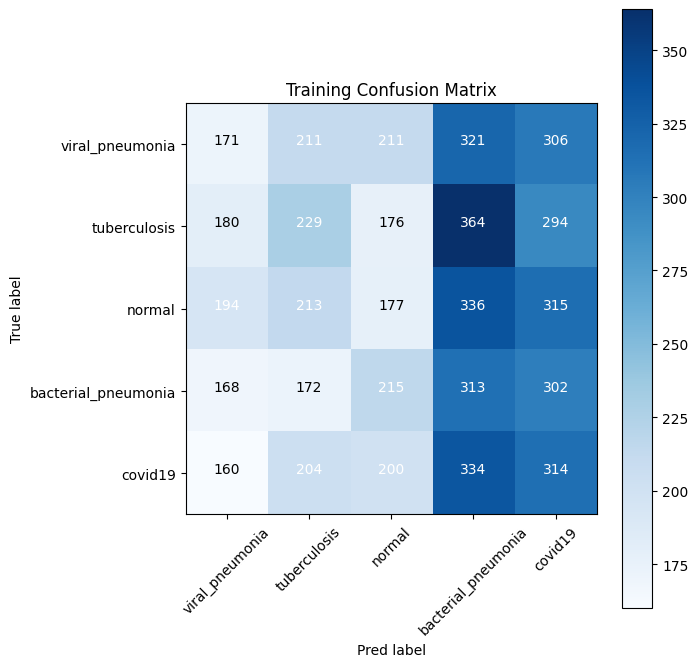 Training Confusion Matrix
True label
viral_pneumonia 171 211 211 321 306
tuberculosis 180 229 176 364 294
normal 194 213 177 336 315
bacterial_pneumonia 168 172 215 313 302
covid19 160 204 200 334 314
viral_pneumonia tuberculosis normal bacterial_pneumonia covid19
Pred label
350
325
300
275
250
225
200
175